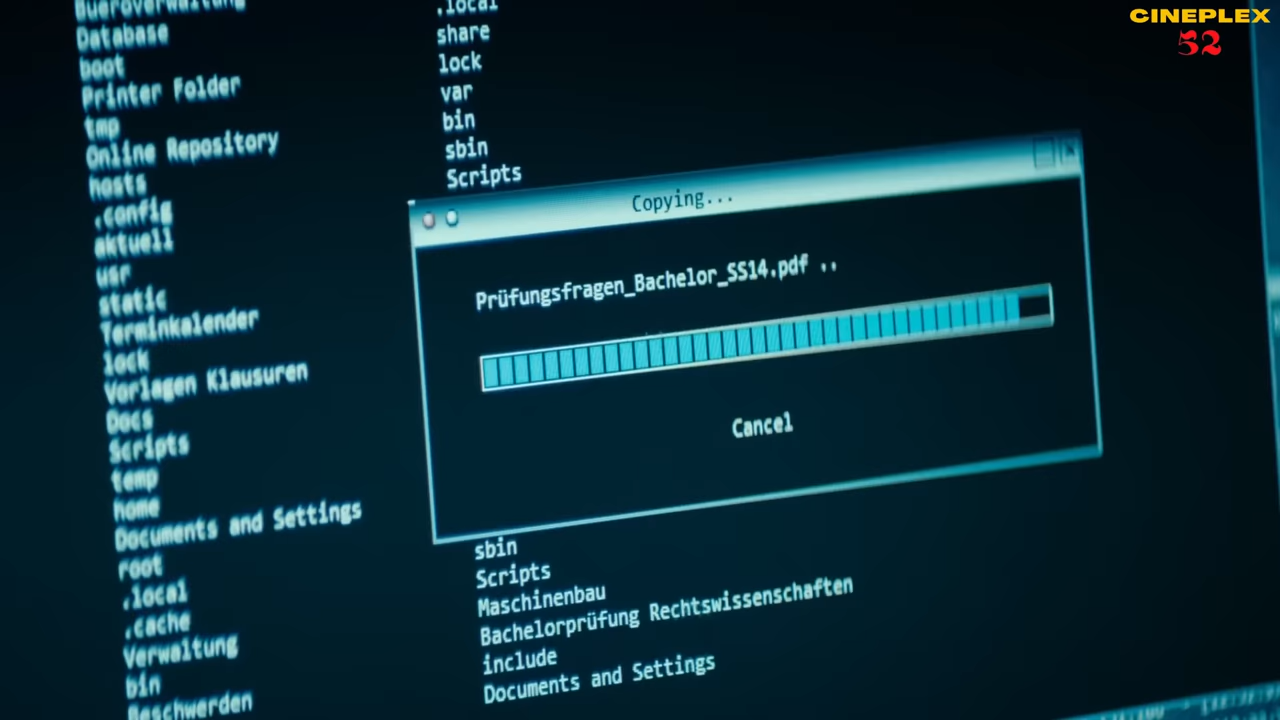 CINEPLEX
52
Bueroverwaltung
Database
boot
Printer Folder
tmp
Online Repository
hosts
.config
aktuell
usr
static
Terminkalender
lock
Vorlagen Klausuren
Docs
Scripts
temp
home
Documents and Settings
root
.local
.cache
Verwaltung
bin
Beschwerden
.local
share
lock
var
bin
sbin
Scripts
Copying...
Prüfungsfragen_Bachelor_SS14.pdf ..
Cancel
sbin
Scripts
Maschinenbau
Bachelorprüfung Rechtswissenschaften
include
Documents and Settings